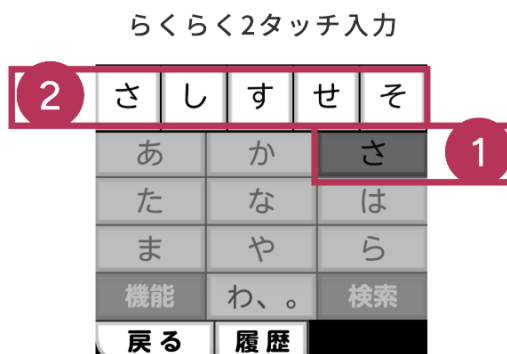 らくらく2タッチ入力
2 さ し す せ そ
あ か さ 1
た な は
ま や ら
機能 わ、。 検索
戻る 履歴